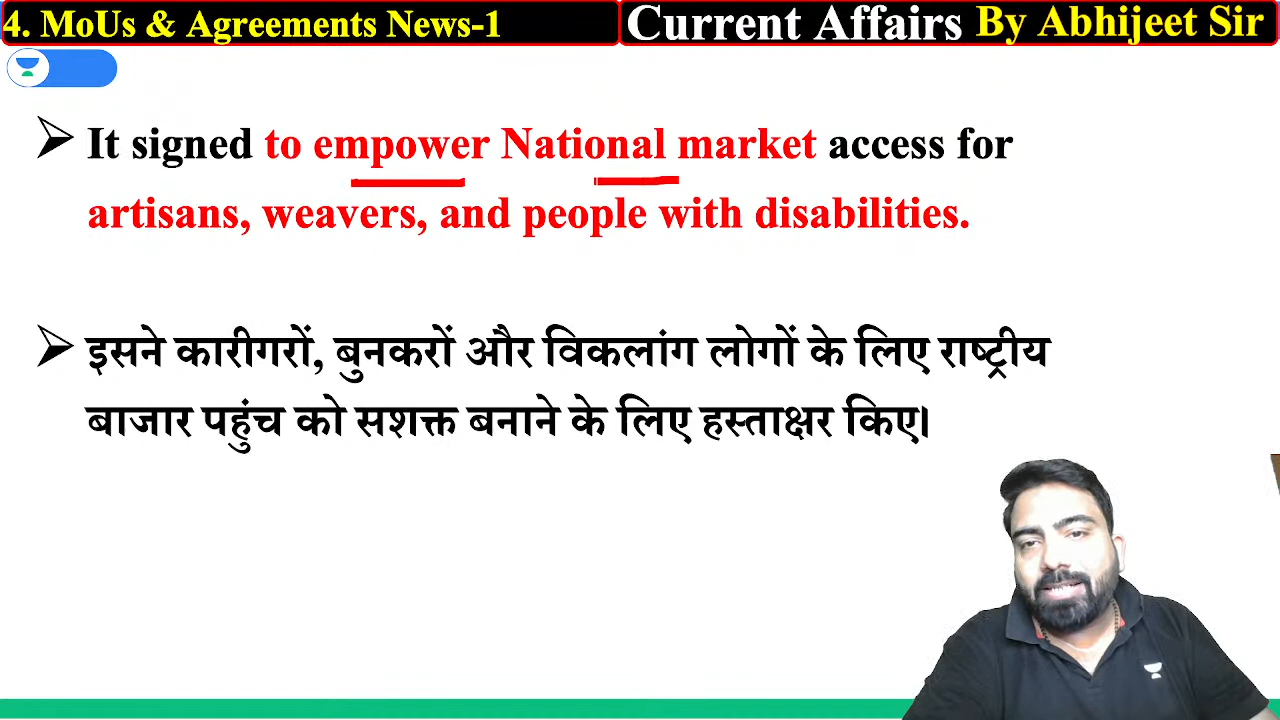 4. MoUs & Agreements News-1
Current Affairs By Abhijeet Sir
It signed to empower National market access for
artisans, weavers, and people with disabilities.
इसने कारीगरों, बुनकरों और विकलांग लोगों के लिए राष्ट्रीय
बाजार पहुंच को सशक्त बनाने के लिए हस्ताक्षर किए।